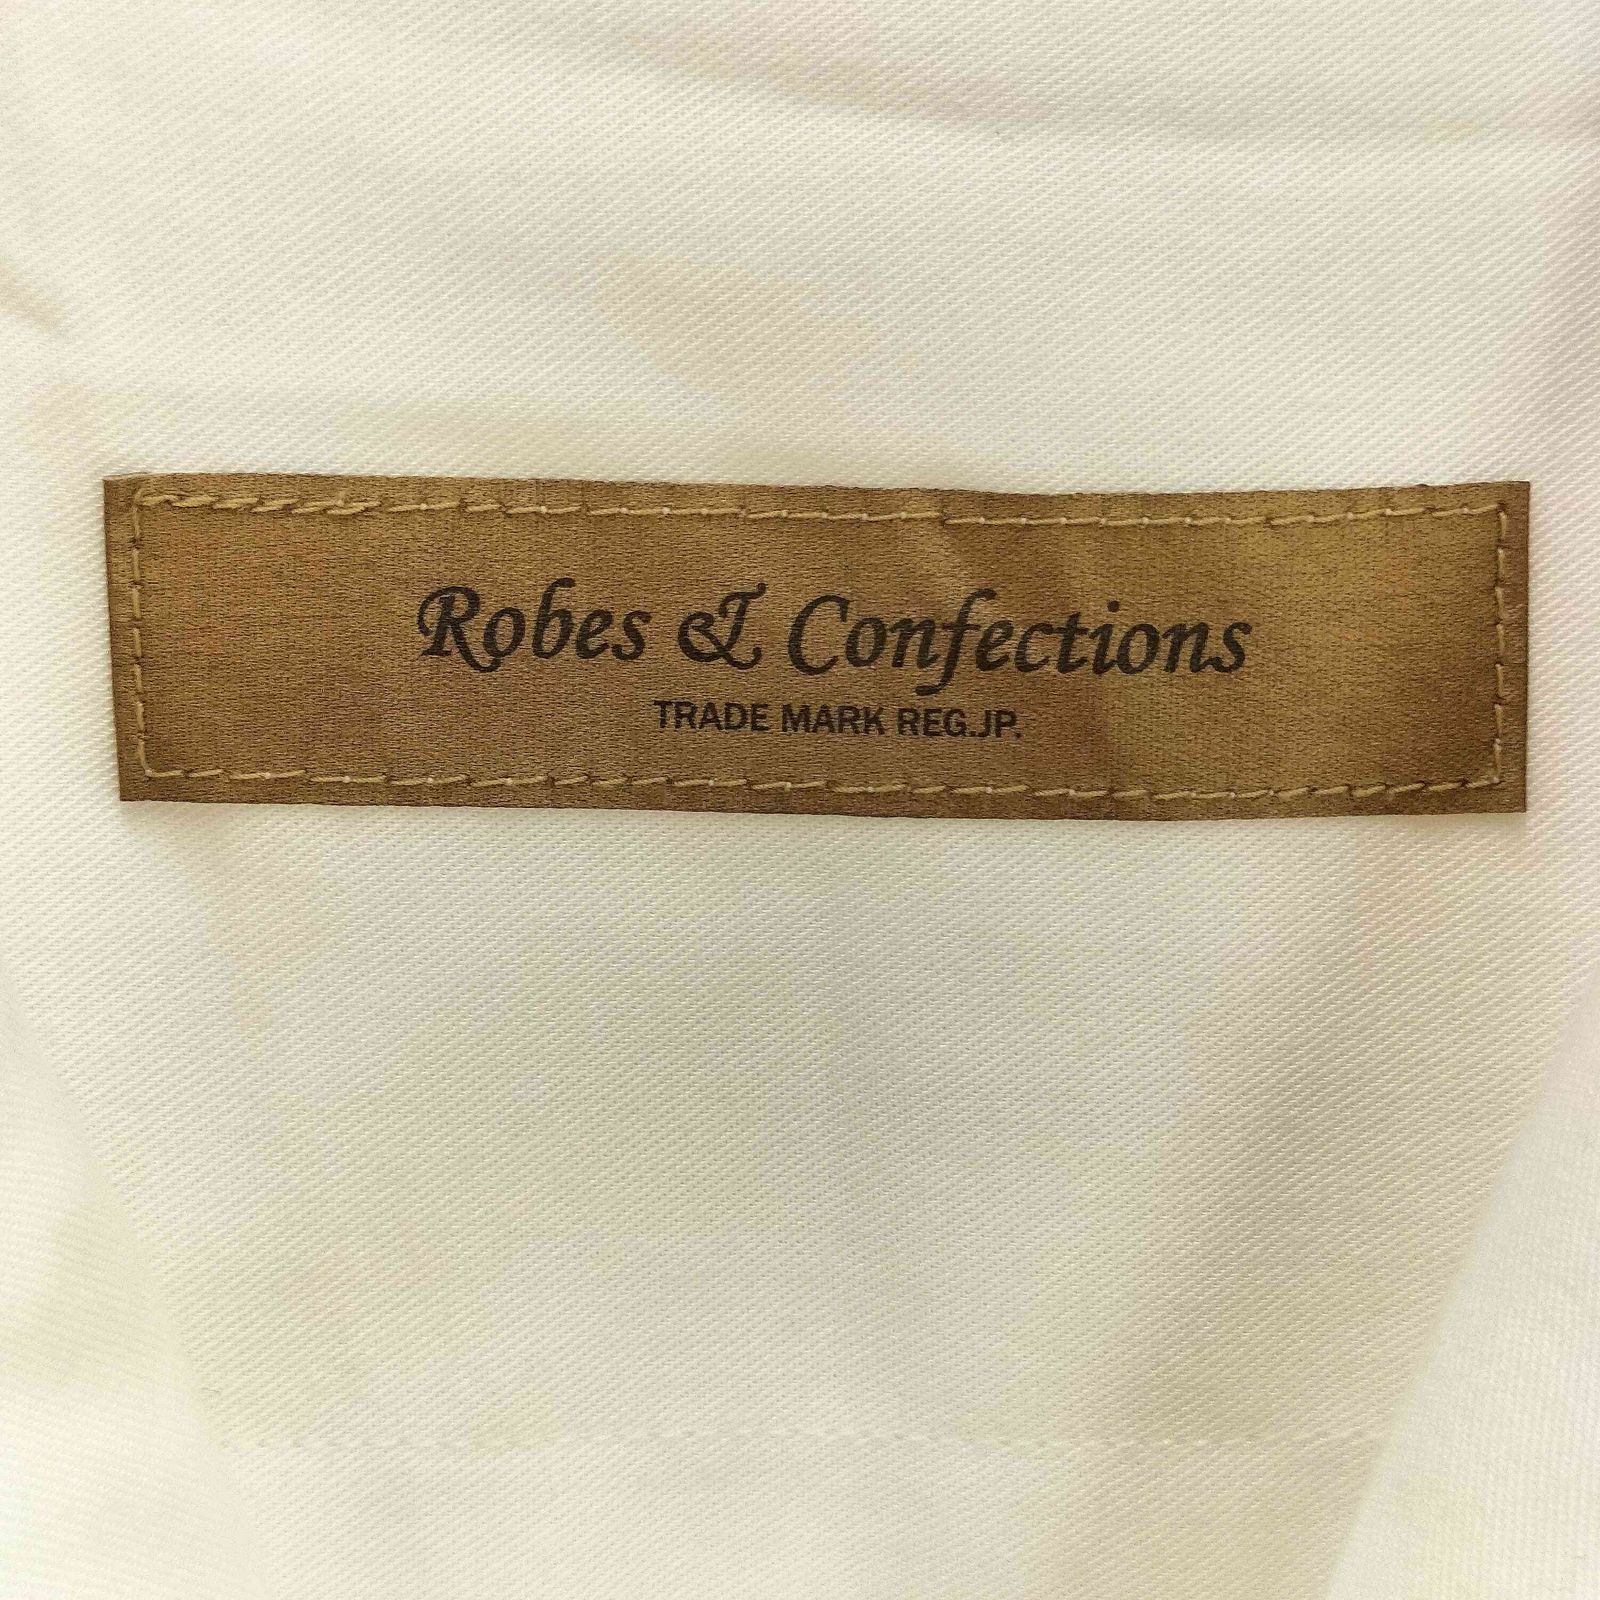 Robes & Confections
TRADE MARK REG.JP.